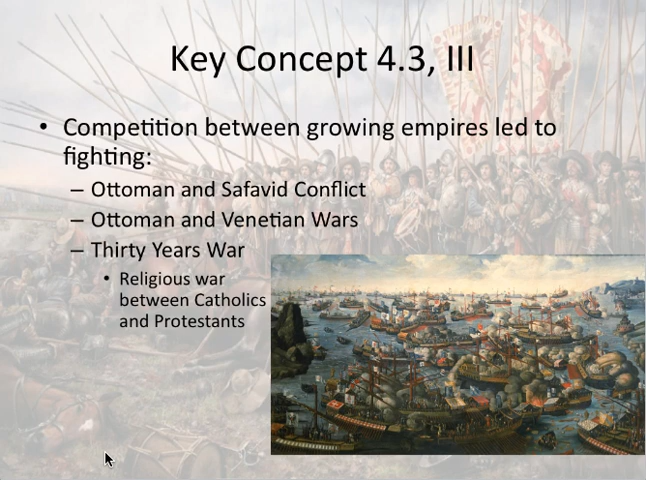 Key Concept 4.3, III
• Competition between growing empires led to
fighting:
– Ottoman and Safavid Conflict
– Ottoman and Venetian Wars
– Thirty Years War
• Religious war
between Catholics
and Protestants